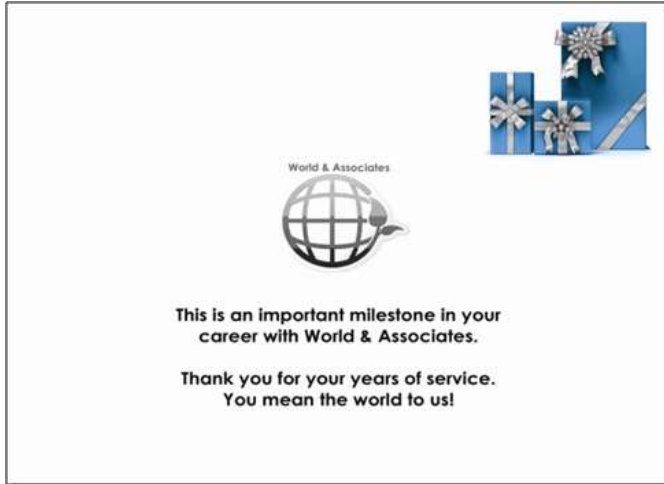 World & Associates
This is an important milestone in your
career with World & Associates.
Thank you for your years of service.
You mean the world to us!